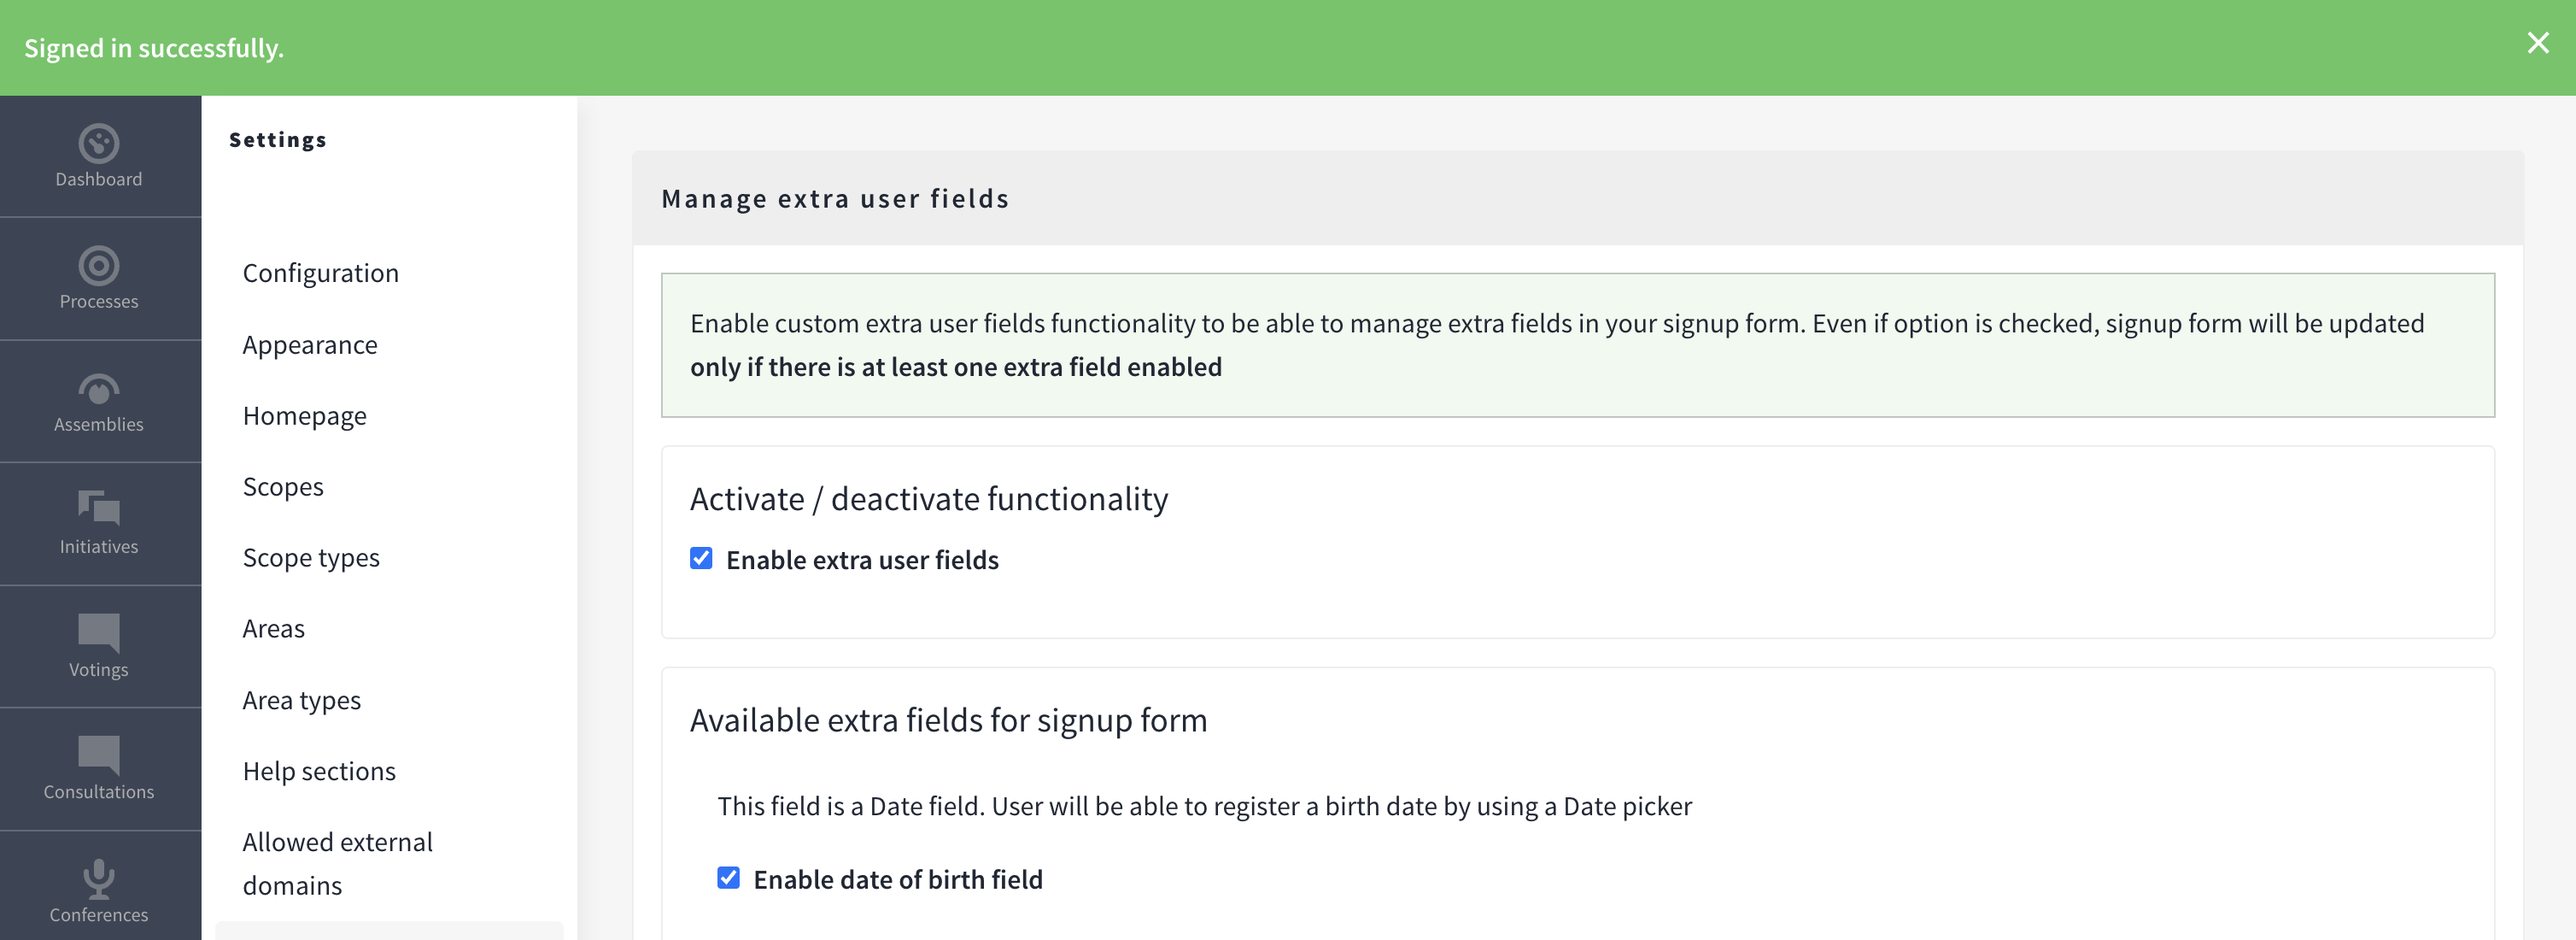 Signed in successfully.
Dashboard
Processes
Assemblies
Initiatives
Votings
Consultations
Conferences
Settings
Configuration
Appearance
Homepage
Scopes
Scope types
Areas
Area types
Help sections
Allowed external
domains
Manage extra user fields
Enable custom extra user fields functionality to be able to manage extra fields in your signup form. Even if option is checked, signup form will be updated
only if there is at least one extra field enabled
Activate / deactivate functionality
Enable extra user fields
Available extra fields for signup form
This field is a Date field. User will be able to register a birth date by using a Date picker
Enable date of birth field